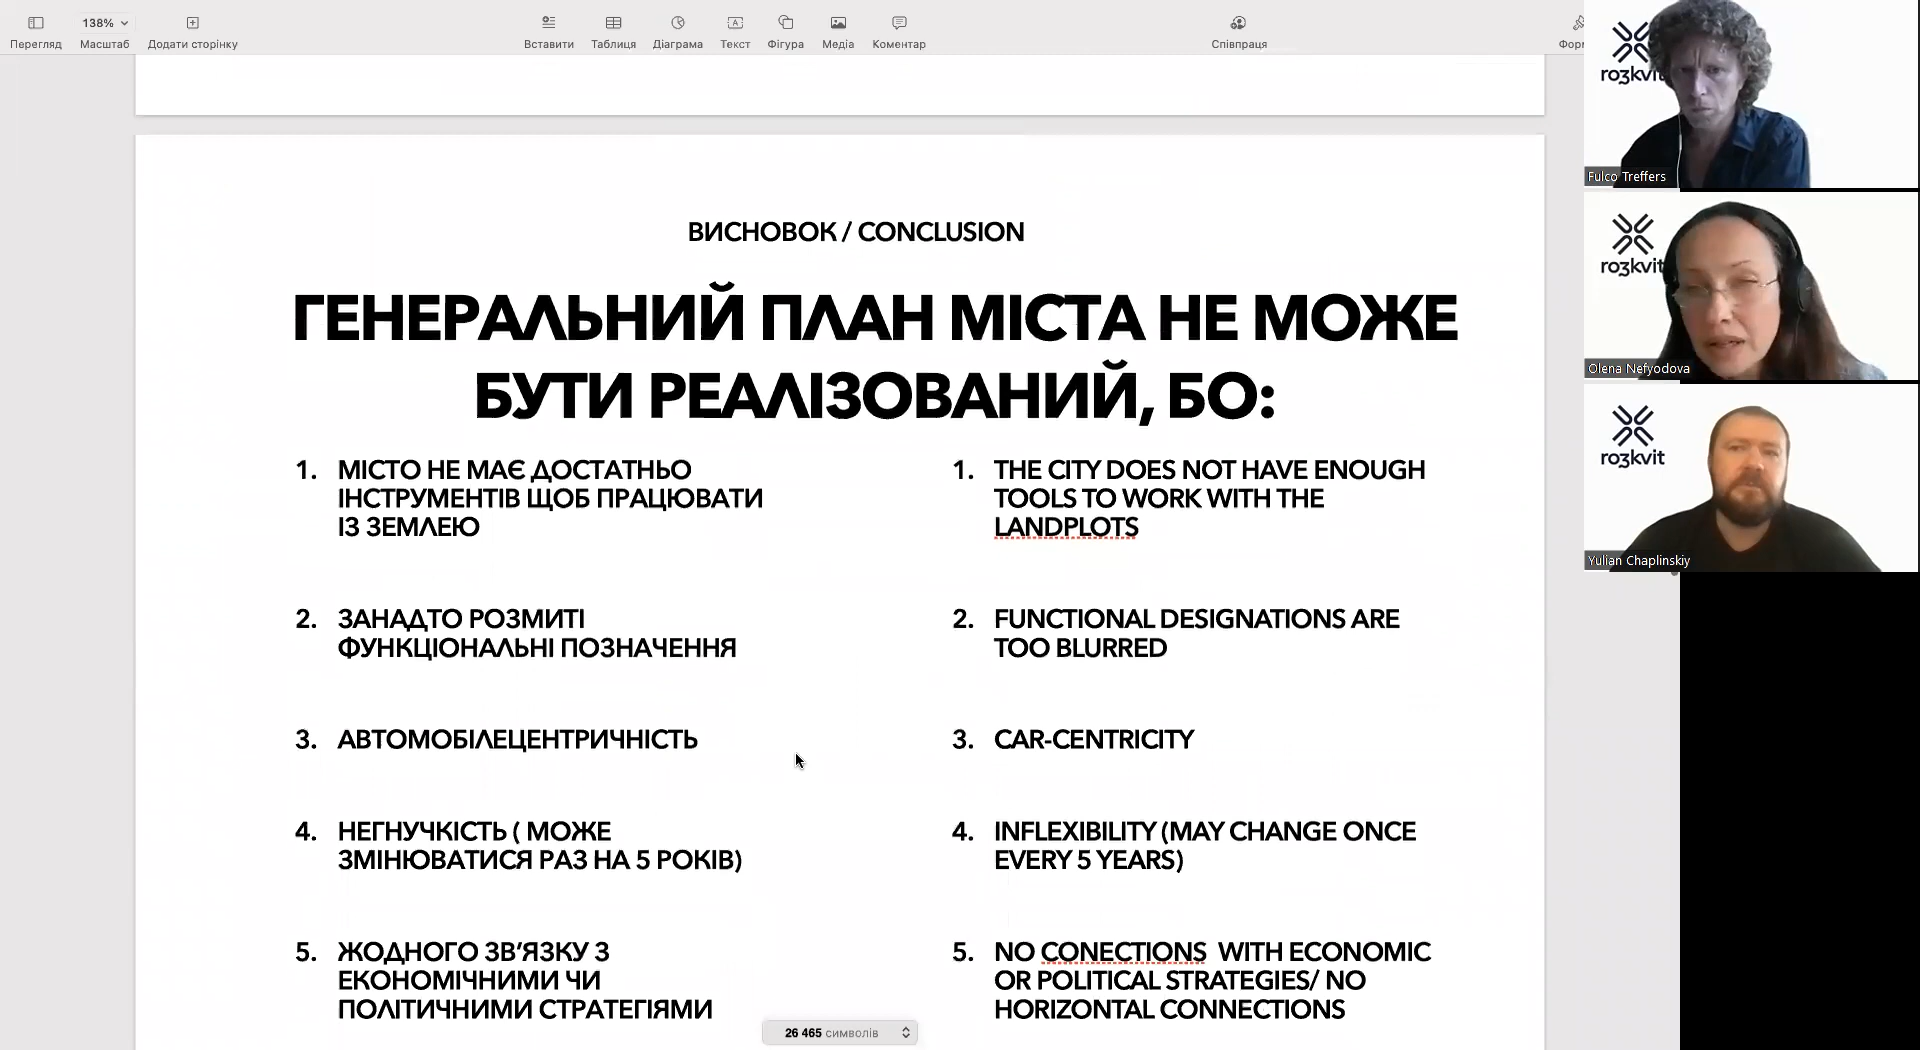 138%
Перегляд
Масштаб
Додати сторінку
Вставити
Таблиця
Діаграма
Текст
Фігура
Медіа
Коментар
Співпраця
ВИСНОВОК / CONCLUSION
ГЕНЕРАЛЬНИЙ ПЛАН МІСТА НЕ МОЖЕ
БУТИ РЕАЛІЗОВАНИЙ, БО:
1. МІСТО НЕ МАЄ ДОСТАТНЬО
ІНСТРУМЕНТІВ ЩОБ ПРАЦЮВАТИ
ІЗ ЗЕМЛЕЮ
2. ЗАНАДТО РОЗМИТІ
ФУНКЦІОНАЛЬНІ ПОЗНАЧЕННЯ
3. АВТОМОБІЛЕЦЕНТРИЧНІСТЬ
4. НЕГНУЧКІСТЬ ( МОЖЕ
ЗМІНЮВАТИСЯ РАЗ НА 5 РОКІВ)
5. ЖОДНОГО ЗВ’ЯЗКУ З
ЕКОНОМІЧНИМИ ЧИ
ПОЛІТИЧНИМИ СТРАТЕГІЯМИ
1. THE CITY DOES NOT HAVE ENOUGH
TOOLS TO WORK WITH THE
LANDPLOTS
2. FUNCTIONAL DESIGNATIONS ARE
TOO BLURRED
3. CAR-CENTRICITY
4. INFLEXIBILITY (MAY CHANGE ONCE
EVERY 5 YEARS)
5. NO CONECTIONS WITH ECONOMIC
OR POLITICAL STRATEGIES/ NO
HORIZONTAL CONNECTIONS
26 465 символів
roзkvit
Fulco Treffers
roзkvit
Olena Nefyodova
roзkvit
Yulian Chaplinskiy